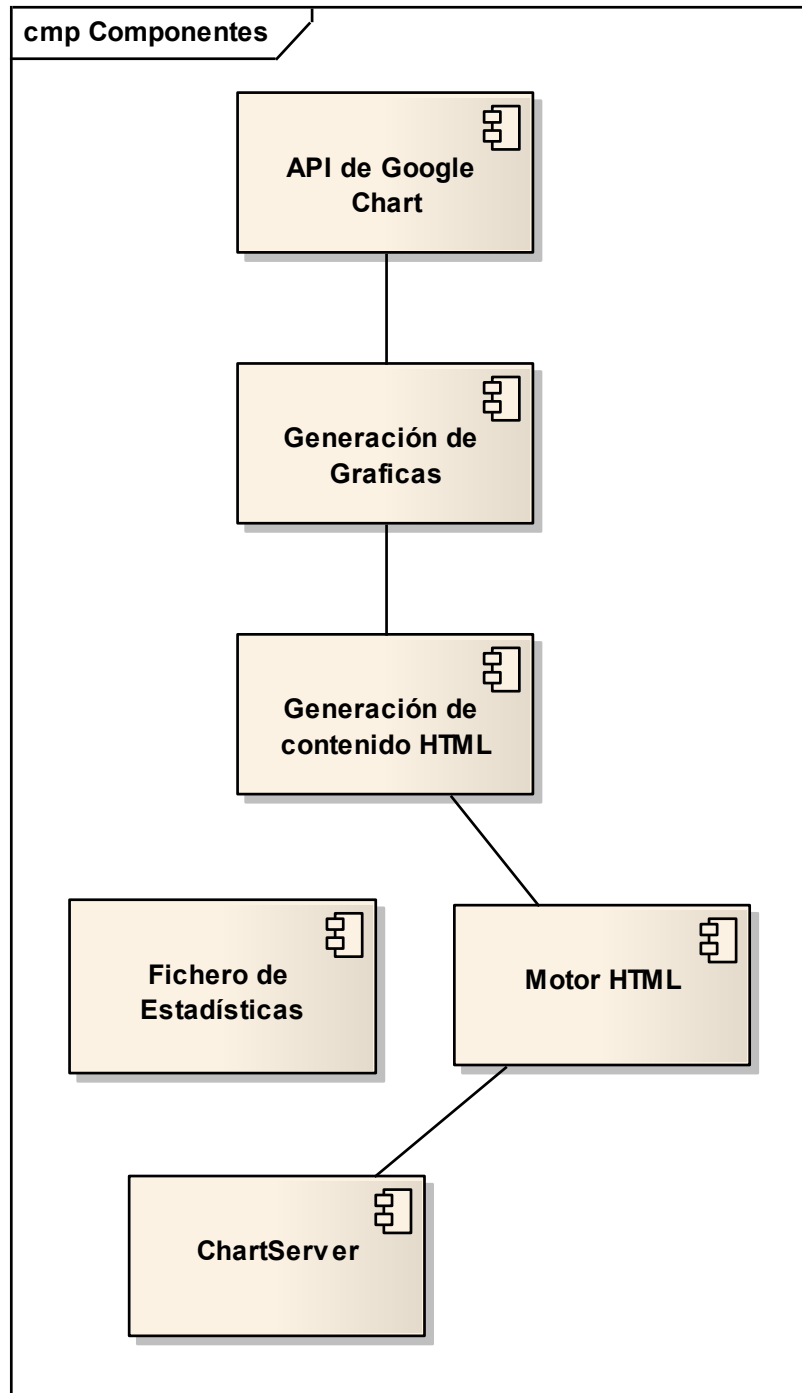 cmp Componentes
API de Google
Chart
Generación de
Graficas
Generación de
contenido HTML
Fichero de
Estadísticas
Motor HTML
ChartServer